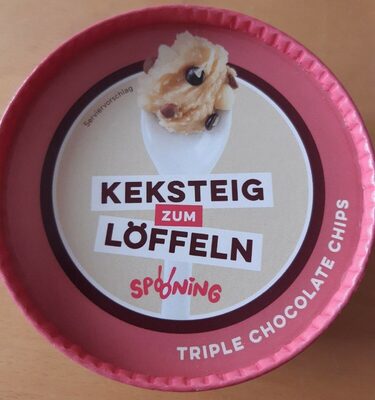 Serviervorschlag
KEKSTEIG
ZUM
LÖFFELN
SPOONING
TRIPLE CHOCOLATE CHIPS